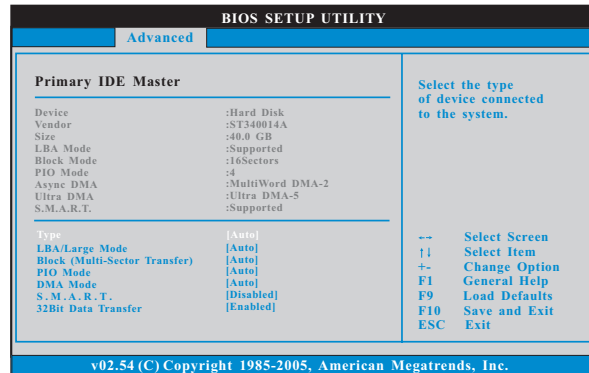 BIOS SETUP UTILITY
Advanced
Primary IDE Master
Device :Hard Disk
Vendor :ST340014A
Size :40.0 GB
LBA Mode :Supported
Block Mode :16Sectors
PIO Mode :4
Async DMA :MultiWord DMA-2
Ultra DMA :Ultra DMA-5
S.M.A.R.T. :Supported
Type [Auto]
LBA/Large Mode [Auto]
Block (Multi-Sector Transfer) [Auto]
PIO Mode [Auto]
DMA Mode [Auto]
S.M.A.R.T. [Disabled]
32Bit Data Transfer [Enabled]
Select the type
of device connected
to the system.
←→ Select Screen
↑↓ Select Item
+- Change Option
F1 General Help
F9 Load Defaults
F10 Save and Exit
ESC Exit
v02.54 (C) Copyright 1985-2005, American Megatrends, Inc.